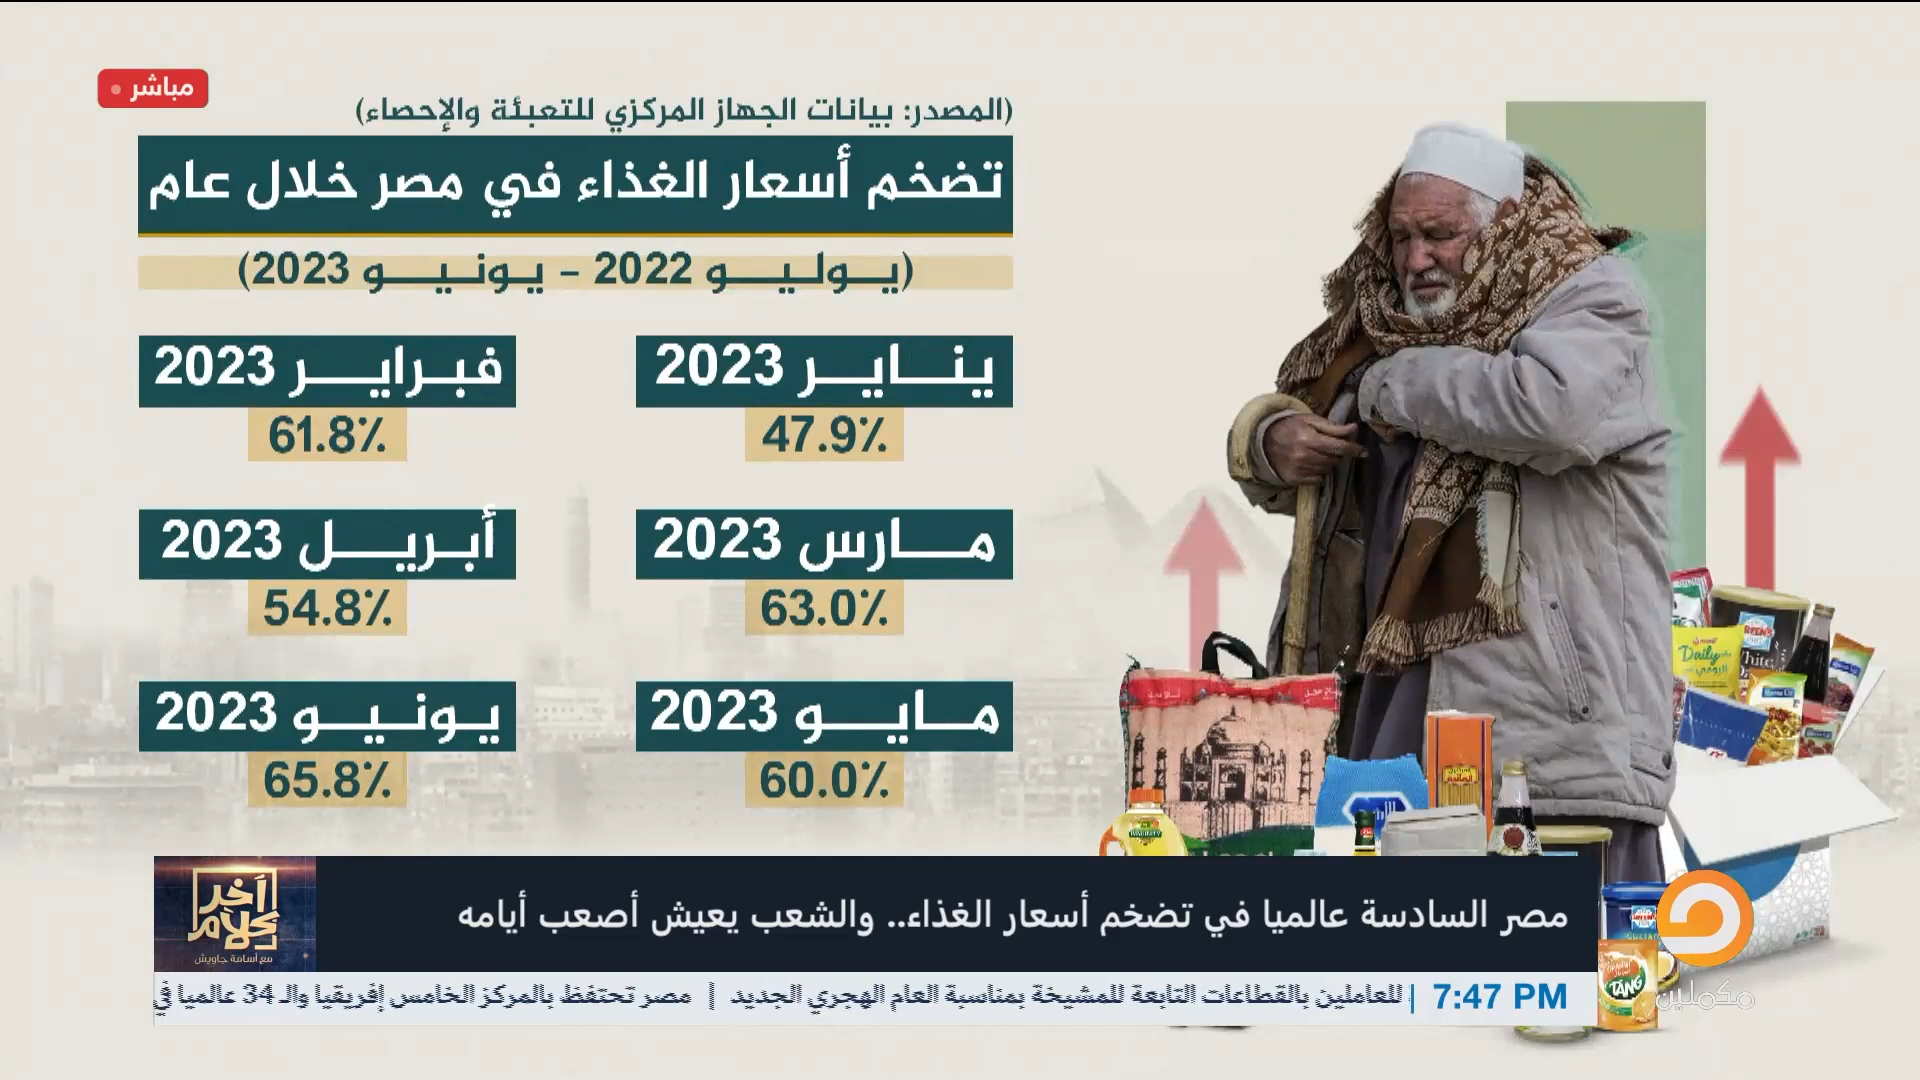 مباشر
(المصدر: بيانات الجهاز المركزي للتعبئة والإحصاء)
تضخم أسعار الغذاء في مصر خلال عام
(يوليو 2022 - يونيو 2023)
يناير 2023
47.9٪
فبراير 2023
61.8٪
مارس 2023
63.0٪
أبريل 2023
54.8٪
مايو 2023
60.0٪
يونيو 2023
65.8٪
Daily
TANG
مصر السادسة عالميا في تضخم أسعار الغذاء.. والشعب يعيش أصعب أيامه
آخر كلام
مع أسامة جاويش
7:47 PM
للعاملين بالقطاعات التابعة للمشيخة بمناسبة العام الهجري الجديد | مصر تحتفظ بالمركز الخامس إفريقيا والـ 34 عالميا في
مكملين